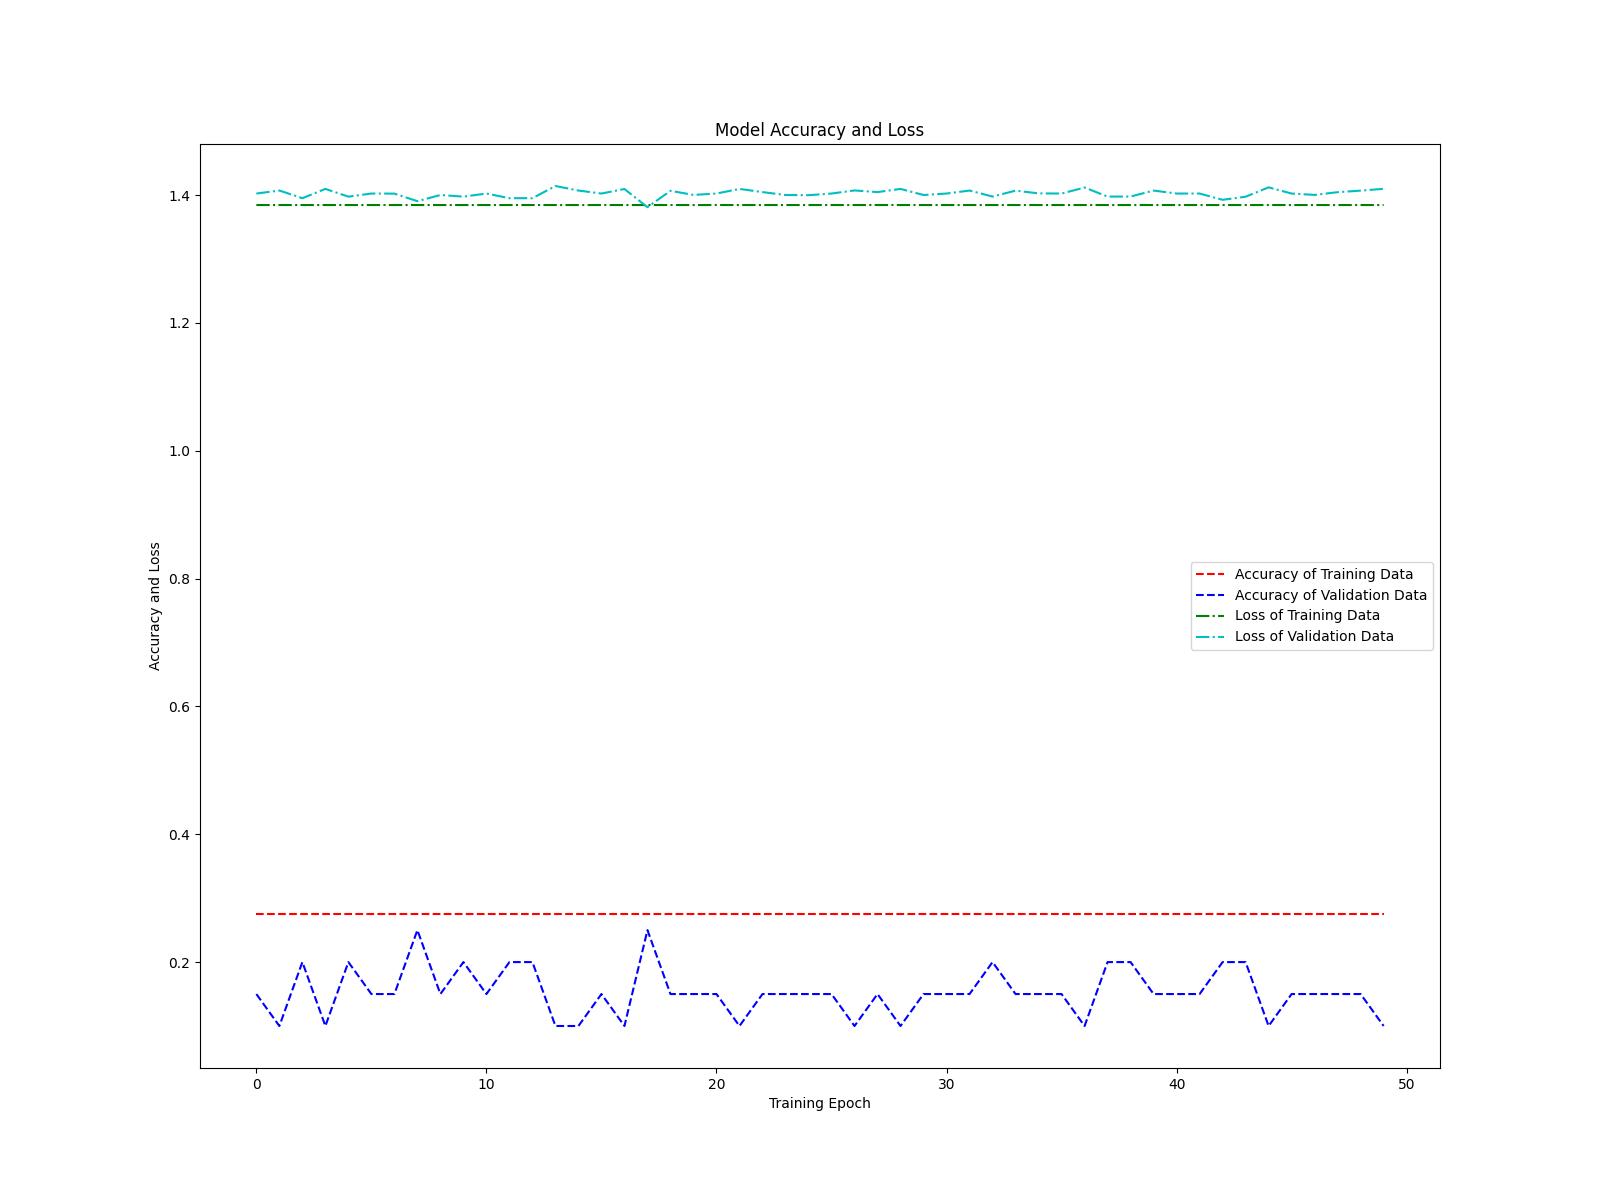 Model Accuracy and Loss
1.4
1.2
1.0
0.8
0.6
0.4
0.2
Accuracy and Loss
Accuracy of Training Data
Accuracy of Validation Data
Loss of Training Data
Loss of Validation Data
0 10 20 30 40 50
Training Epoch